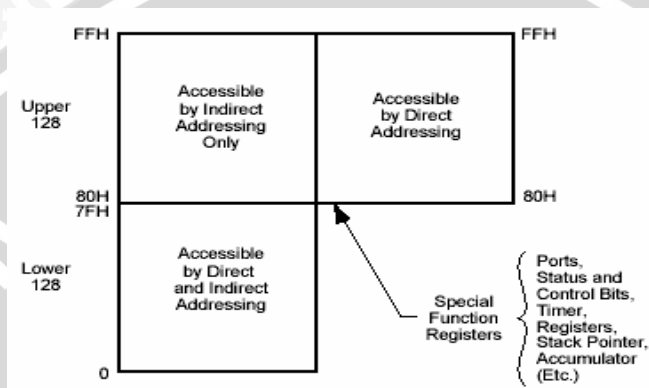 FFH
FFH
Upper
128
Accessible
by Indirect
Addressing
Only
Accessible
by Direct
Addressing
80H
7FH
80H
Lower
128
Accessible
by Direct
and Indirect
Addressing
0
Special
Function
Registers
Ports,
Status and
Control Bits,
Timer,
Registers,
Stack Pointer,
Accumulator
(Etc.)